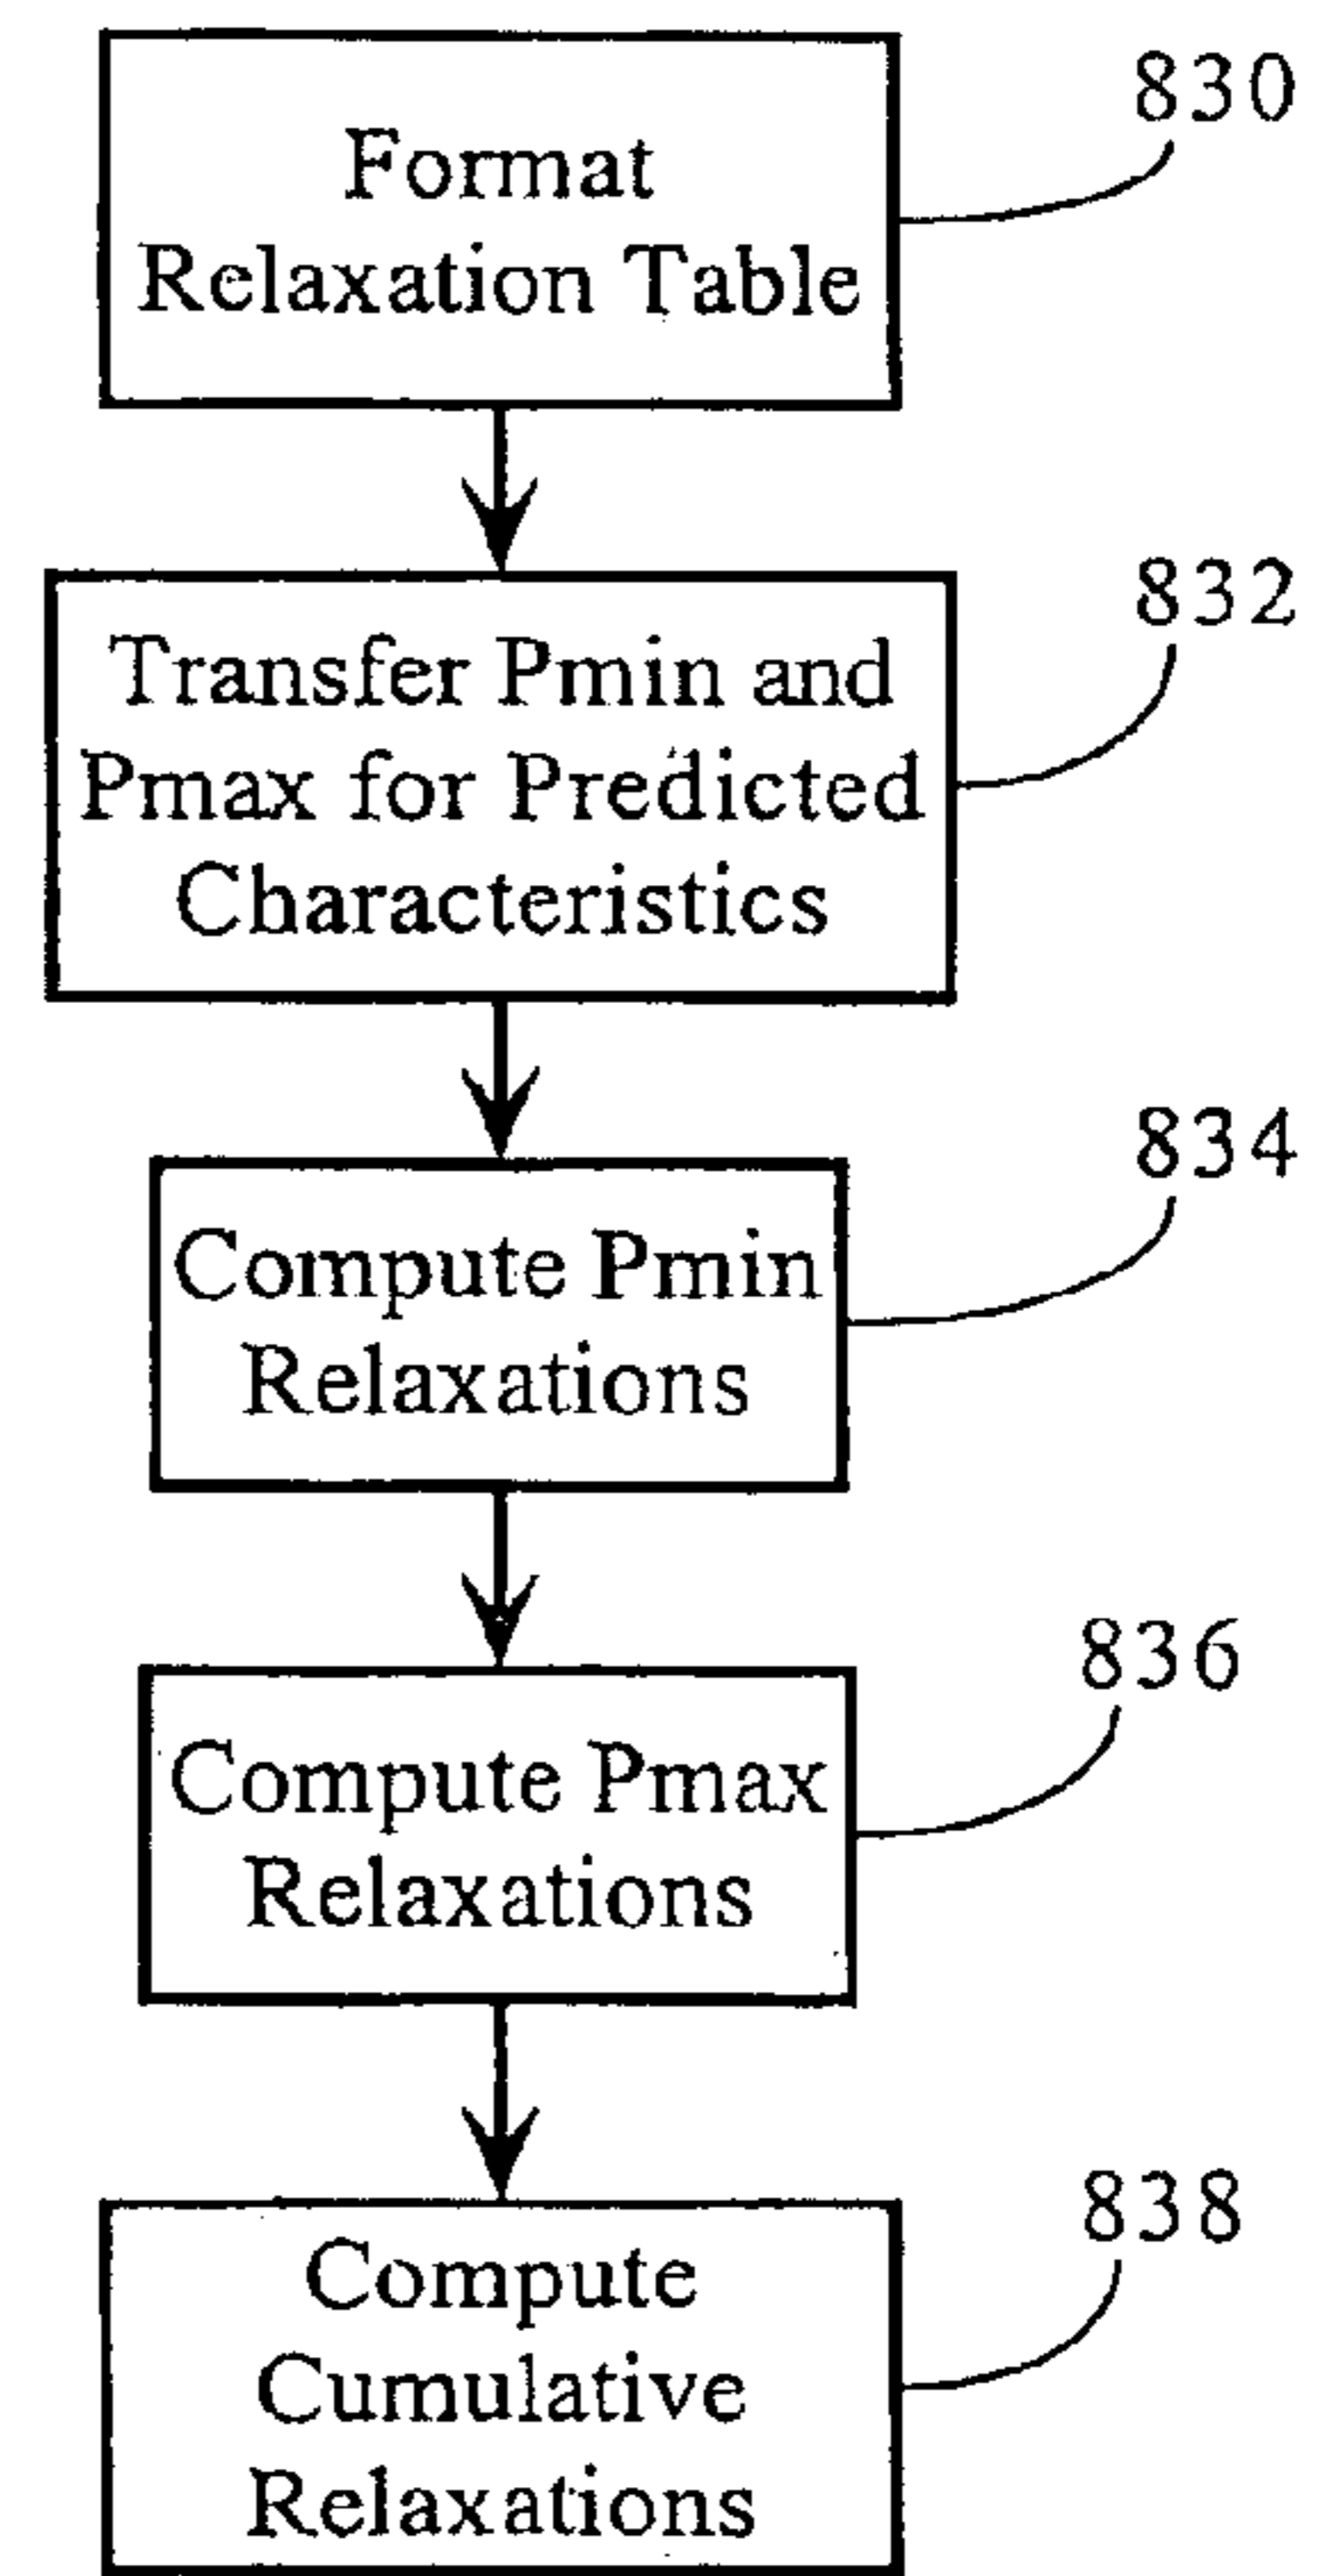 Format
Relaxation Table
830
Transfer Pmin and
Pmax for Predicted
Characteristics
832
Compute Pmin
Relaxations
834
Compute Pmax
Relaxations
836
Compute
Cumulative
Relaxations
838